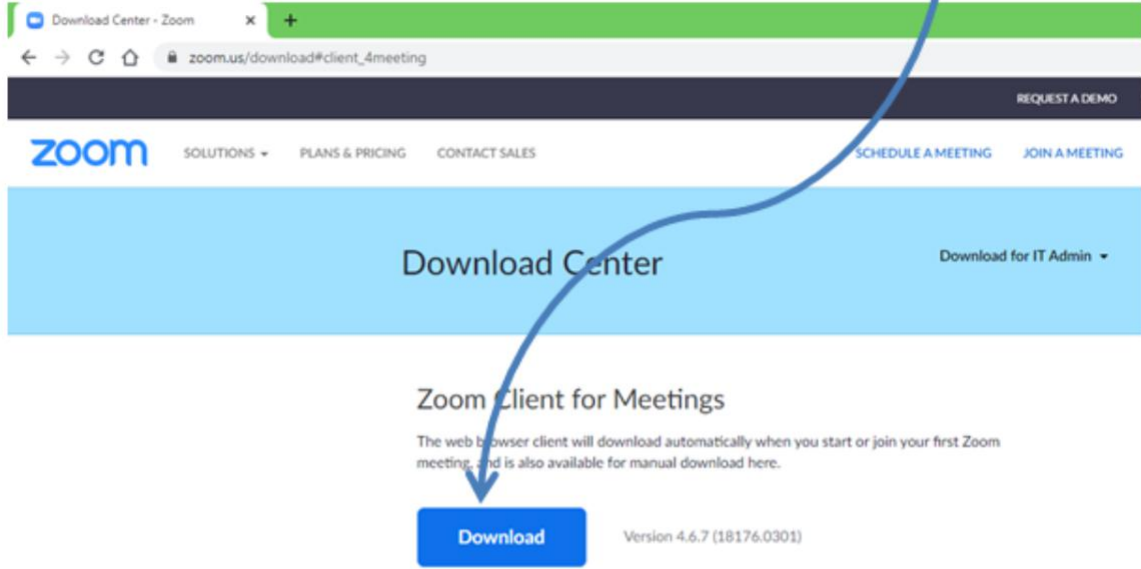 Download Center - Zoom
zoom.us/download#client_4meeting
REQUEST A DEMO
zoom SOLUTIONS PLANS & PRICING CONTACT SALES SCHEDULE A MEETING JOIN A MEETING
Download Center Download for IT Admin
Zoom Client for Meetings
The web browser client will download automatically when you start or join your first Zoom
meeting, and is also available for manual download here.
Download Version 4.6.7 (18176.0301)